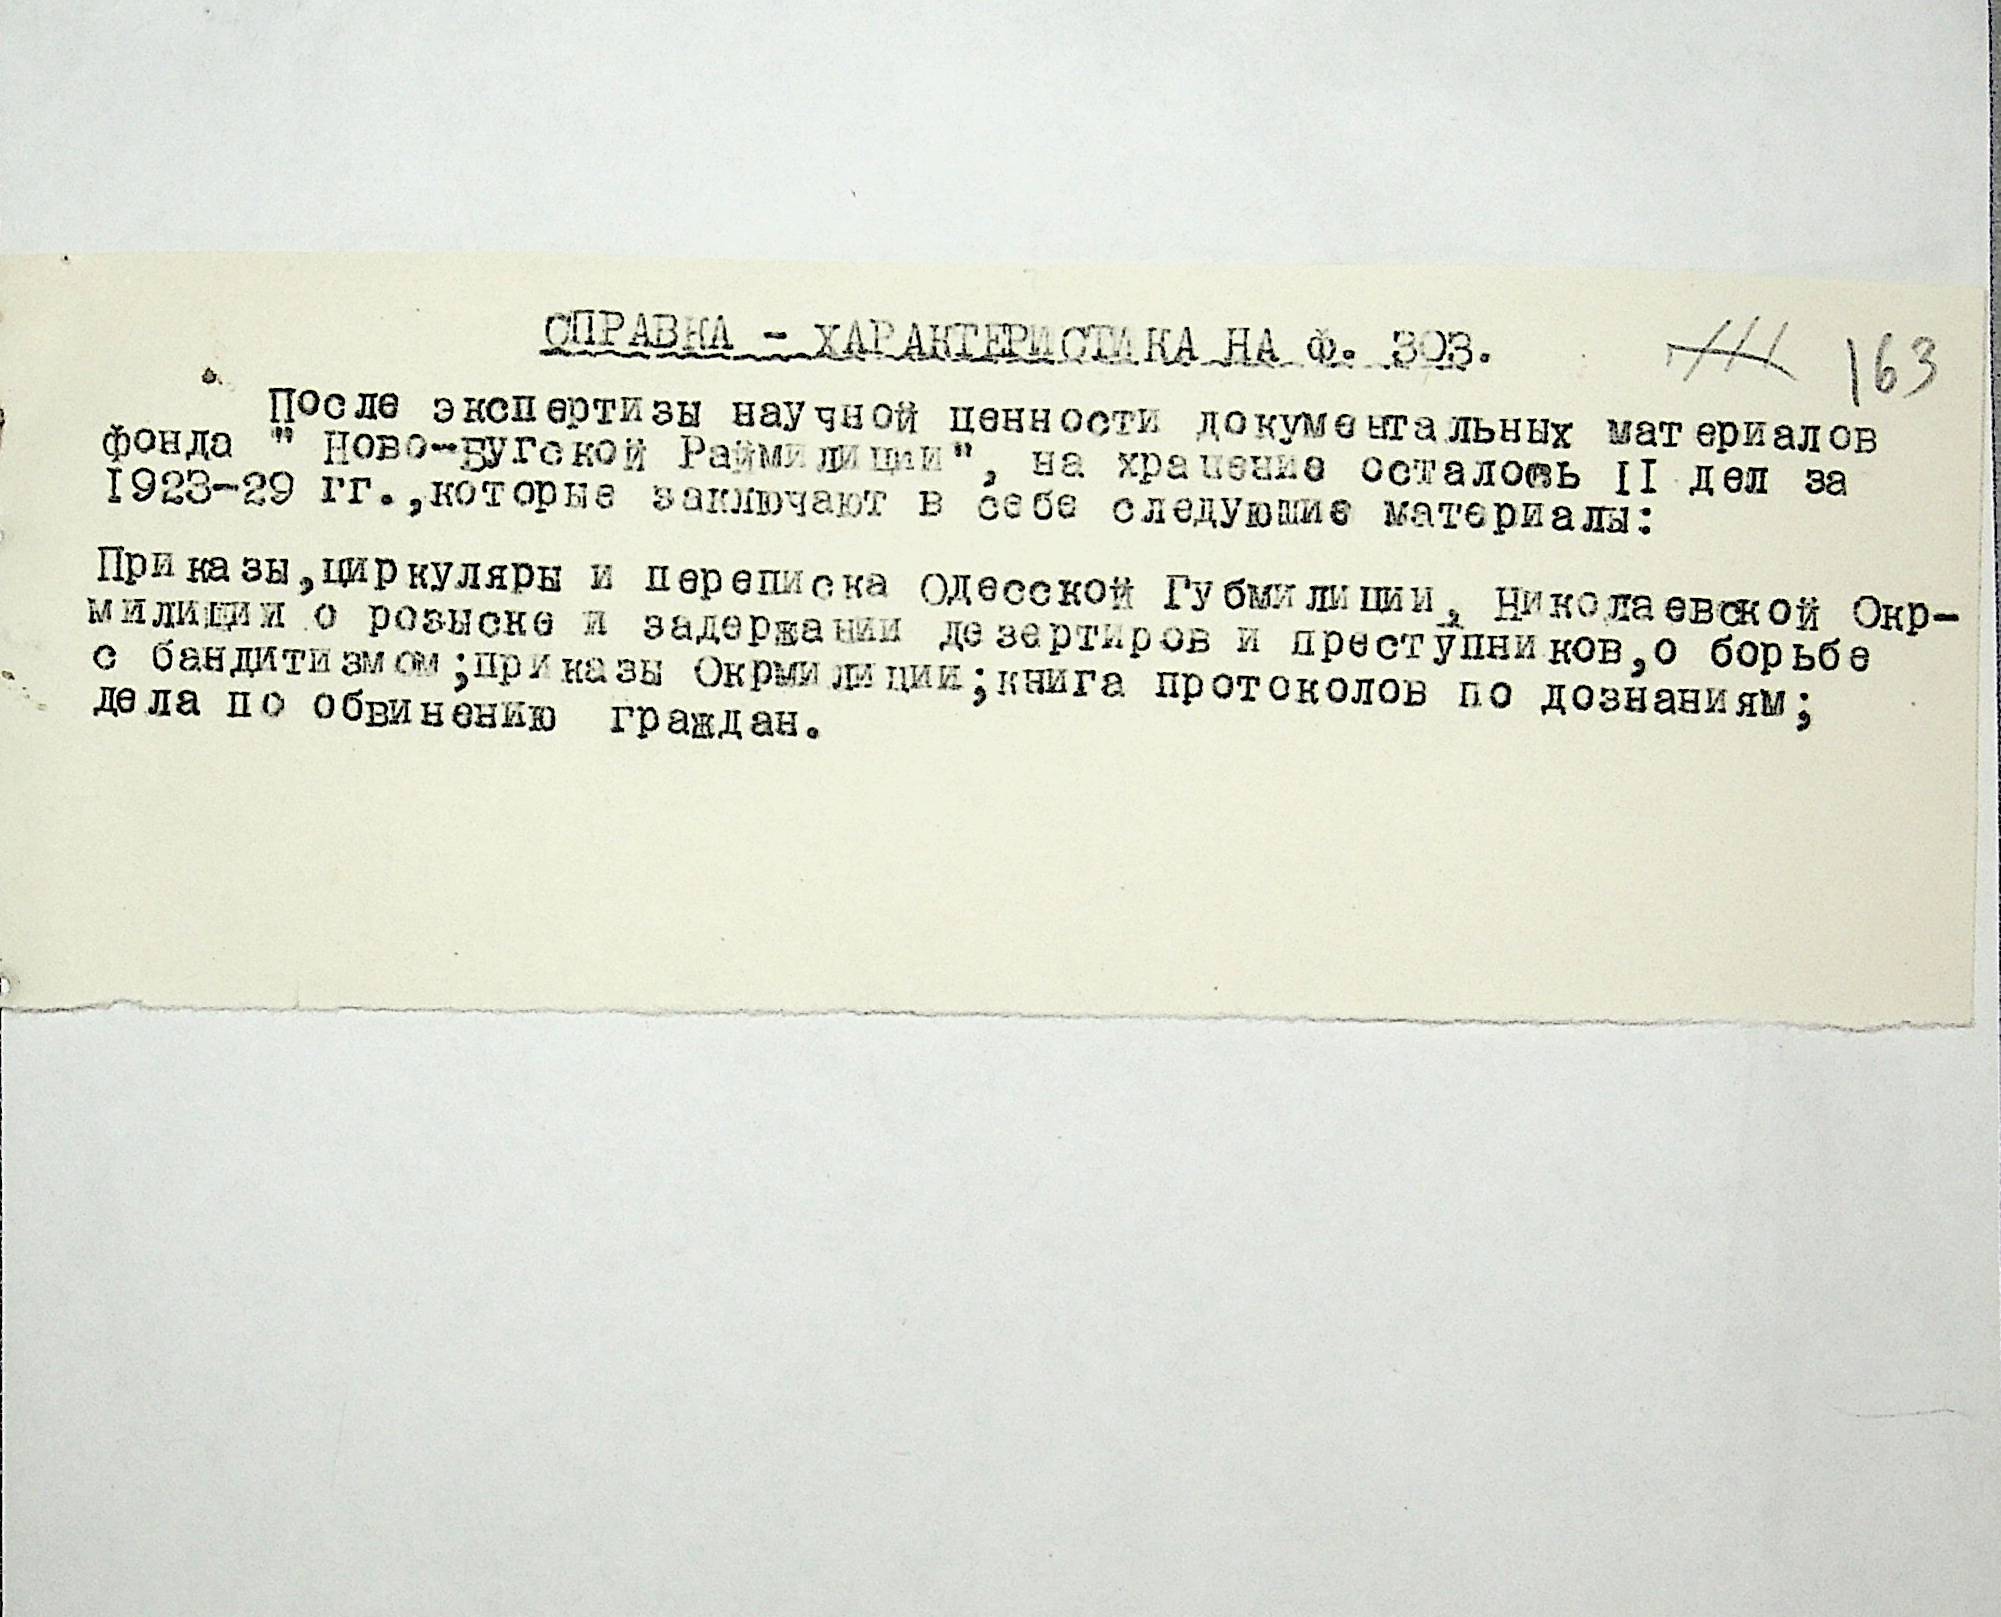 СПРАВКА - ХАРАКТЕРИСТИКА НА Ф. 303.
163
После экспертизы научной ценности документальных материалов
фонда " Ново-Бугской Раймилиции", на хранение осталось II дел за
1923-29 гг.,которые заключают в себе следующие материалы:
Приказы,циркуляры и переписка Одесской Губмилиции, Николаевской Окр-
милиции о розыске и задержании дезертиров и преступников,о борьбе
с бандитизмом;приказы Окрмилиции;книга протоколов по дознаниям;
дела по обвинению граждан.